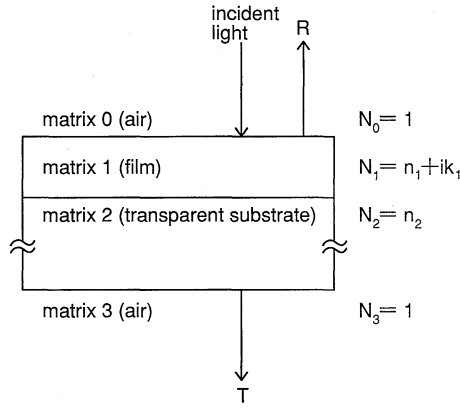 incident
light
R
matrix 0 (air)
N₀= 1
matrix 1 (film)
N₁= n₁+ik₁
matrix 2 (transparent substrate)
N₂= n₂
matrix 3 (air)
N₃= 1
T